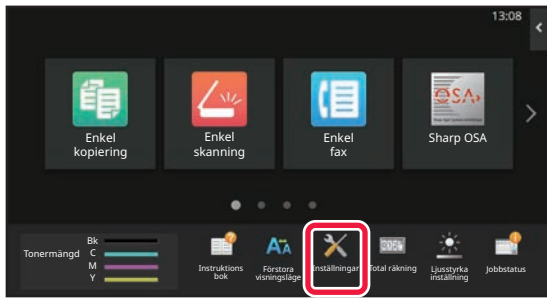 13:08
Enkel
kopiering
Enkel
skanning
Enkel
fax
Sharp OSA
OSA
Tonermängd
Bk
C
M
Y
Instruktions
bok
Förstora
visningsläge
Inställningar
Total räkning
Ljusstyrka
inställning
Jobbstatus